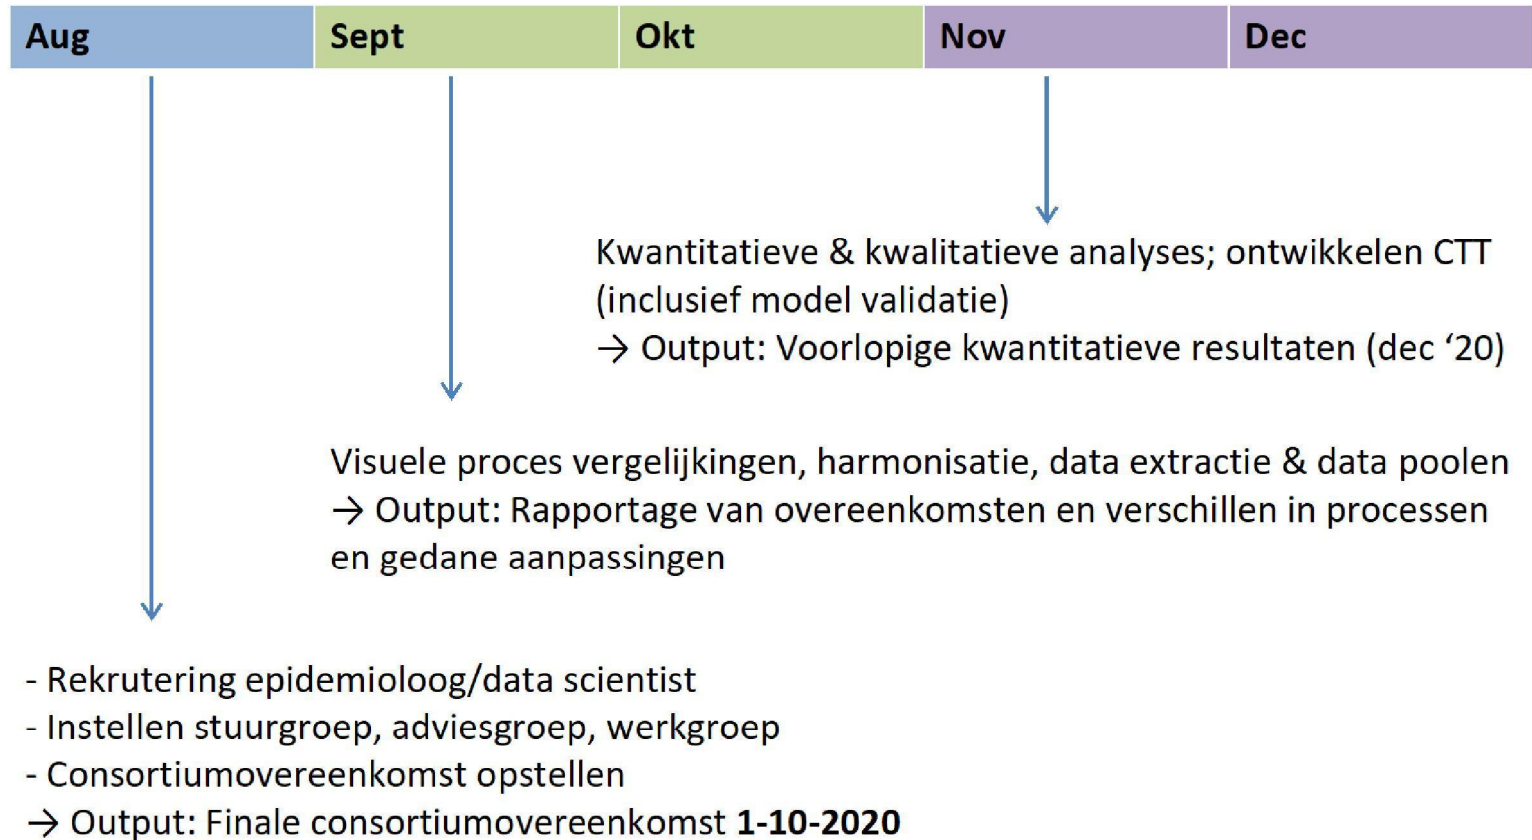 Aug Sept Okt Nov Dec
Kwantitatieve & kwalitatieve analyses; ontwikkelen CTT
(inclusief model validatie)
→ Output: Voorlopige kwantitatieve resultaten (dec ‘20)
Visuele proces vergelijkingen, harmonisatie, data extractie & data poolen
→ Output: Rapportage van overeenkomsten en verschillen in processen
en gedane aanpassingen
- Rekrutering epidemioloog/data scientist
- Instellen stuurgroep, adviesgroep, werkgroep
- Consortiumovereenkomst opstellen
→ Output: Finale consortiumovereenkomst 1-10-2020